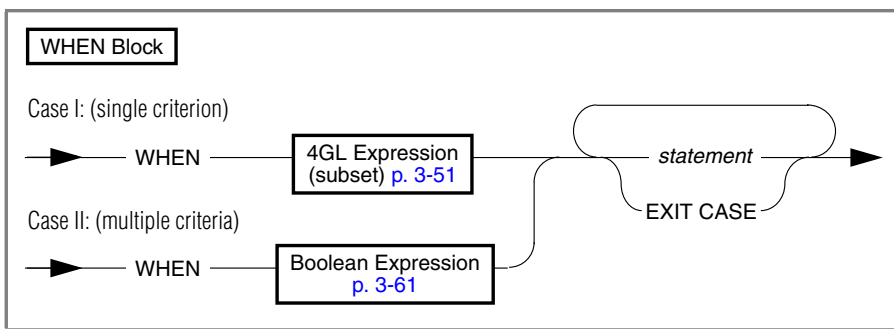 WHEN Block
Case I: (single criterion)
WHEN
4GL Expression
(subset) p. 3-51
statement
EXIT CASE
Case II: (multiple criteria)
WHEN
Boolean Expression
p. 3-61